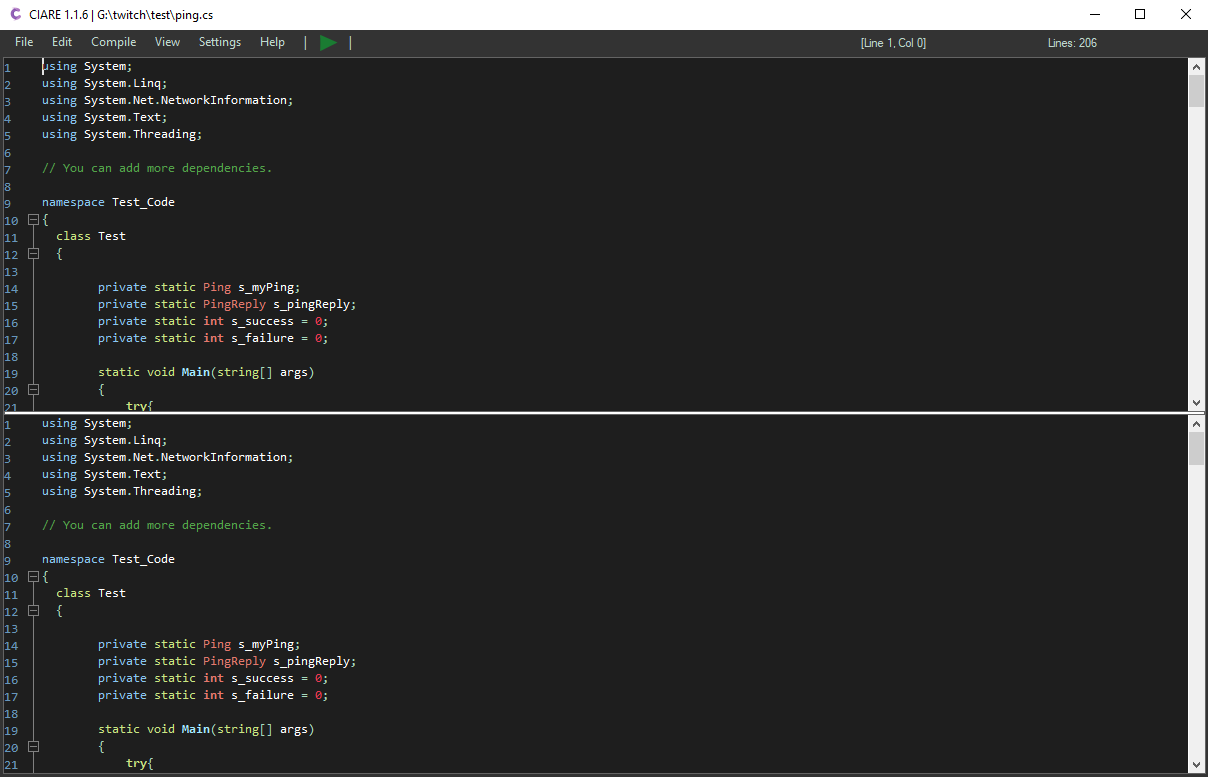 CIARE 1.1.6 | G:\twitch\test\ping.cs
File Edit Compile View Settings Help | | [Line 1, Col 0] Lines: 206
1 using System;
2 using System.Linq;
3 using System.Net.NetworkInformation;
4 using System.Text;
5 using System.Threading;
6
7 // You can add more dependencies.
8
9 namespace Test_Code
10 {
11 class Test
12 {
13
14 private static Ping s_myPing;
15 private static PingReply s_pingReply;
16 private static int s_success = 0;
17 private static int s_failure = 0;
18
19 static void Main(string[] args)
20 {
21 try{
1 using System;
2 using System.Linq;
3 using System.Net.NetworkInformation;
4 using System.Text;
5 using System.Threading;
6
7 // You can add more dependencies.
8
9 namespace Test_Code
10 {
11 class Test
12 {
13
14 private static Ping s_myPing;
15 private static PingReply s_pingReply;
16 private static int s_success = 0;
17 private static int s_failure = 0;
18
19 static void Main(string[] args)
20 {
21 try{